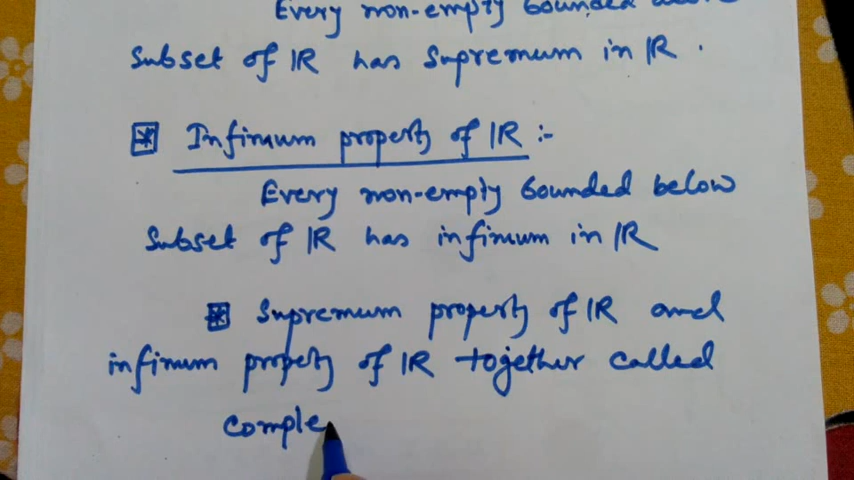 Every non-empty bounded above
Subset of IR has Supremum in IR .
* Infimum property of IR :-
Every non-empty bounded below
Subset of IR has infimum in IR
* Supremum property of IR and
infimum property of IR together called
comple